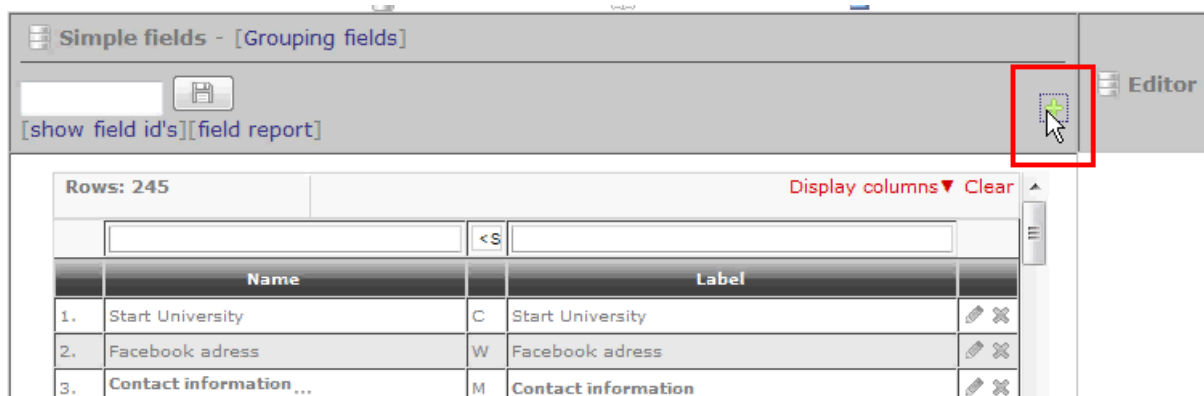 Simple fields - [Grouping fields]
Editor
[show field id's][field report]
Rows: 245 Display columns▼ Clear
<S
Name Label
1. Start University C Start University
2. Facebook adress W Facebook adress
3. Contact information... M Contact information